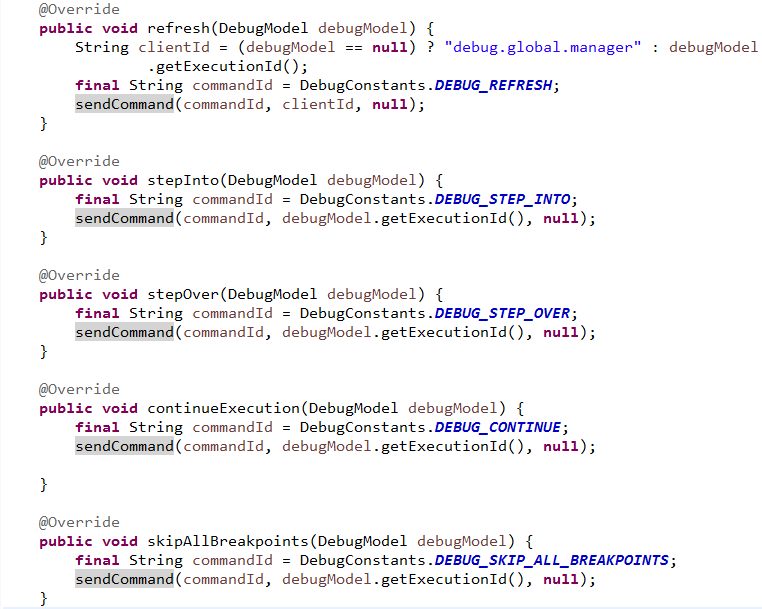 @Override
public void refresh(DebugModel debugModel) {
    String clientId = (debugModel == null) ? "debug.global.manager" : debugModel
            .getExecutionId();
    final String commandId = DebugConstants.DEBUG_REFRESH;
    sendCommand(commandId, clientId, null);
}

@Override
public void stepInto(DebugModel debugModel) {
    final String commandId = DebugConstants.DEBUG_STEP_INTO;
    sendCommand(commandId, debugModel.getExecutionId(), null);
}

@Override
public void stepOver(DebugModel debugModel) {
    final String commandId = DebugConstants.DEBUG_STEP_OVER;
    sendCommand(commandId, debugModel.getExecutionId(), null);
}

@Override
public void continueExecution(DebugModel debugModel) {
    final String commandId = DebugConstants.DEBUG_CONTINUE;
    sendCommand(commandId, debugModel.getExecutionId(), null);

}

@Override
public void skipAllBreakpoints(DebugModel debugModel) {
    final String commandId = DebugConstants.DEBUG_SKIP_ALL_BREAKPOINTS;
    sendCommand(commandId, debugModel.getExecutionId(), null);
}